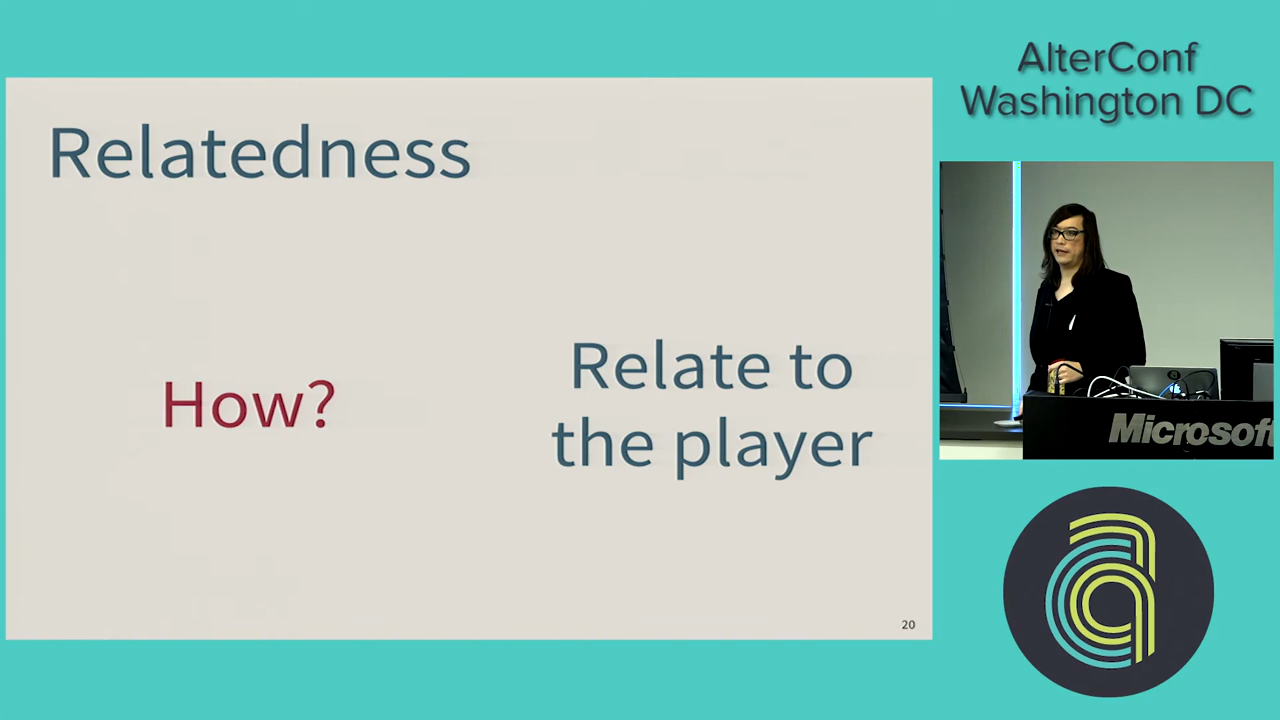 Relatedness
How?
Relate to
the player
20
AlterConf
Washington DC
Microsoft